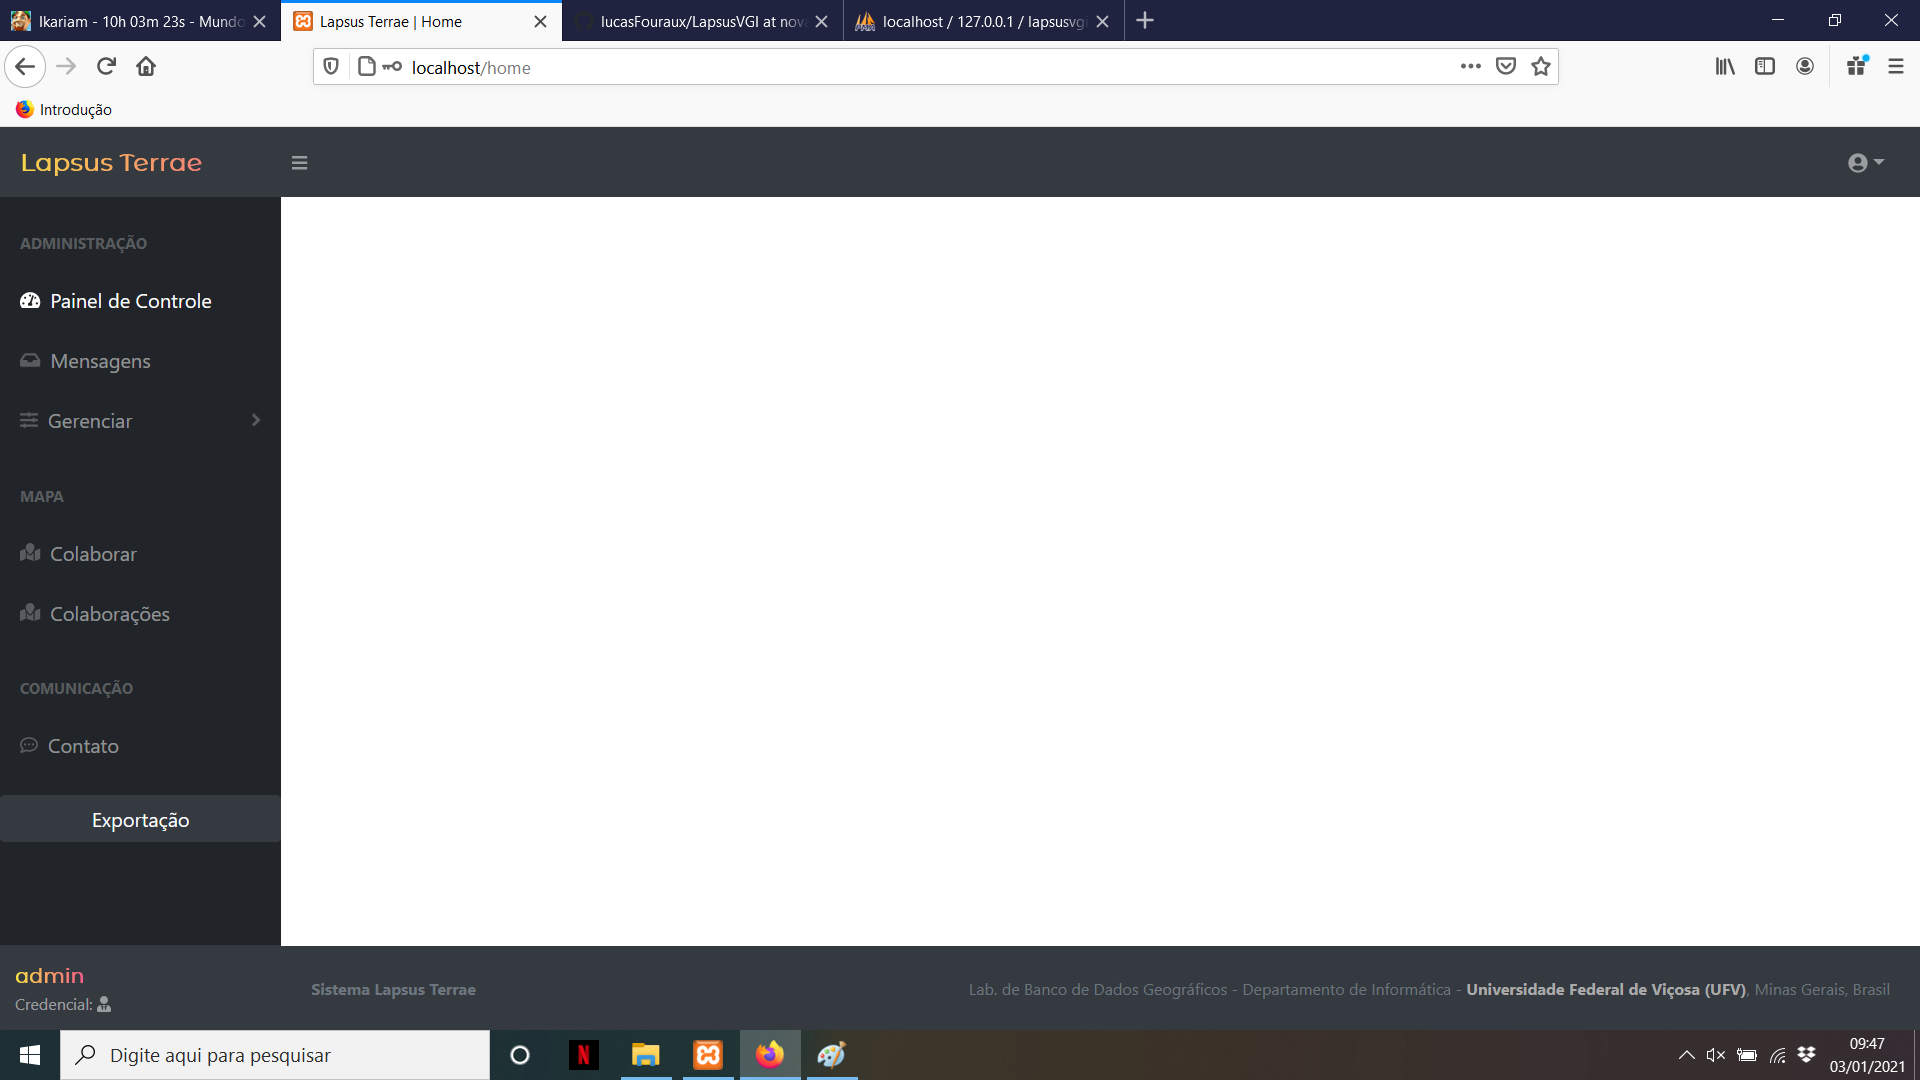 Ikariam - 10h 03m 23s - Mundo
Lapsus Terrae | Home
lucasFouraux/LapsusVGI at nov
localhost / 127.0.0.1 / lapsusvgi
localhost/home
Introdução
Lapsus Terrae
ADMINISTRAÇÃO
Painel de Controle
Mensagens
Gerenciar
MAPA
Colaborar
Colaborações
COMUNICAÇÃO
Contato
Exportação
admin
Credencial:
Sistema Lapsus Terrae
Lab. de Banco de Dados Geográficos - Departamento de Informática - Universidade Federal de Viçosa (UFV), Minas Gerais, Brasil
Digite aqui para pesquisar
09:47
03/01/2021